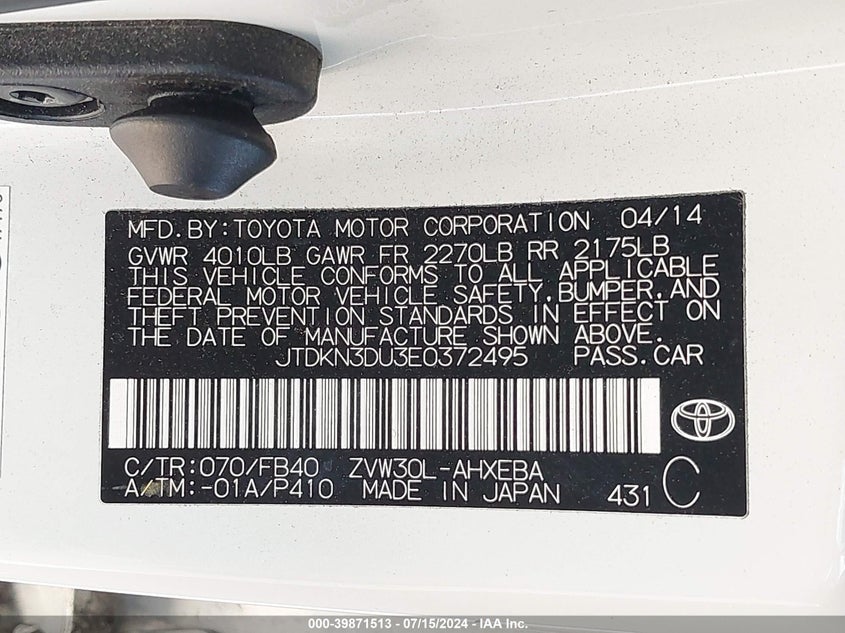 MFD.BY:TOYOTA MOTOR CORPORATION 04/14
GVWR 4010LB GAWR FR 2270LB RR 2175LB
THIS VEHICLE CONFORMS TO ALL APPLICABLE
FEDERAL MOTOR VEHICLE SAFETY,BUMPER,AND
THEFT PREVENTION STANDARDS IN EFFECT ON
THE DATE OF MANUFACTURE SHOWN ABOVE.
JTDKN3DU3E0372495 PASS.CAR
C/TR:070/FB40 ZVW30L-AHXEBA
A/TM:-01A/P410 MADE IN JAPAN 431 C
000-39871513 - 07/15/2024 - IAA Inc.